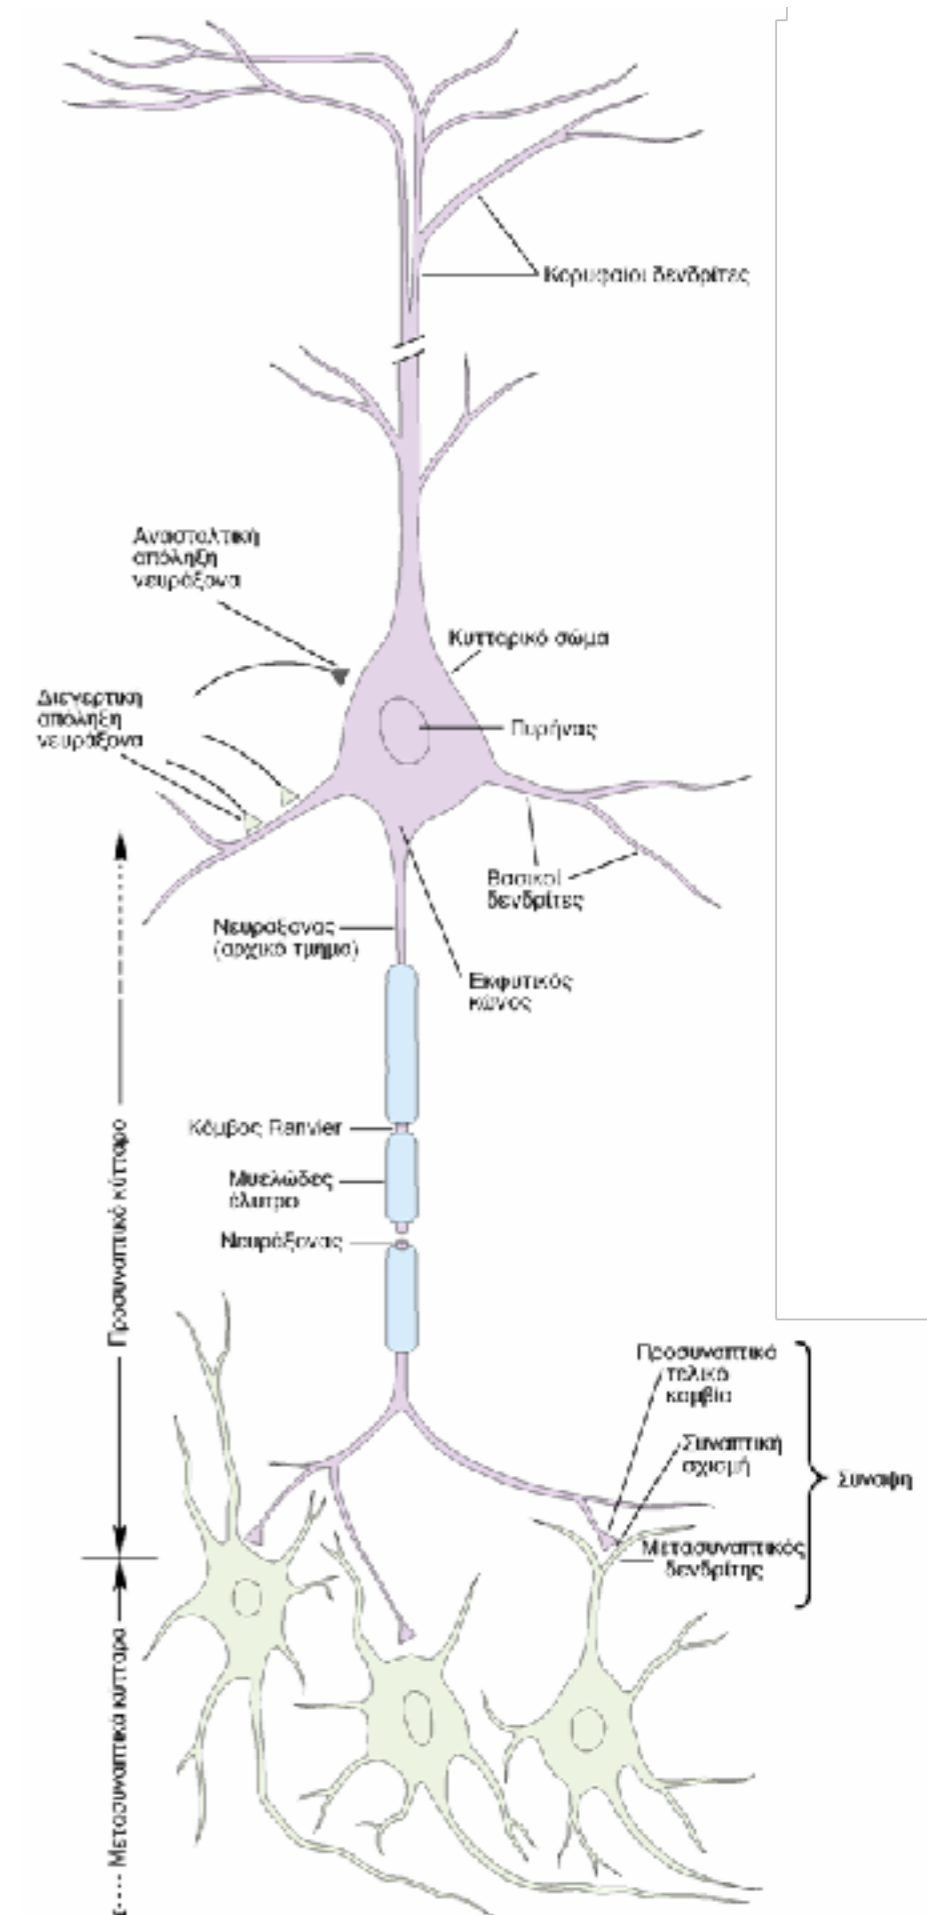 Κορυφαίοι δενδρίτες
Ανασταλτική
απόληξη
νευράξονα
Κυτταρικό σώμα
Διεγερτική
απόληξη
νευράξονα
Πυρήνας
Βασικοί
δενδρίτες
Νευράξονας
(αρχικό τμήμα)
Εκφυτικός
κώνος
Κόμβος Ranvier
Μυελώδες
έλυτρο
Νευράξονας
Προσυναπτικό κύτταρο
Προσυναπτικό
τελικό
κομβίο
Συναπτική
σχισμή
Σύναψη
Μετασυναπτικός
δενδρίτης
Μετασυναπτικά κύτταρα